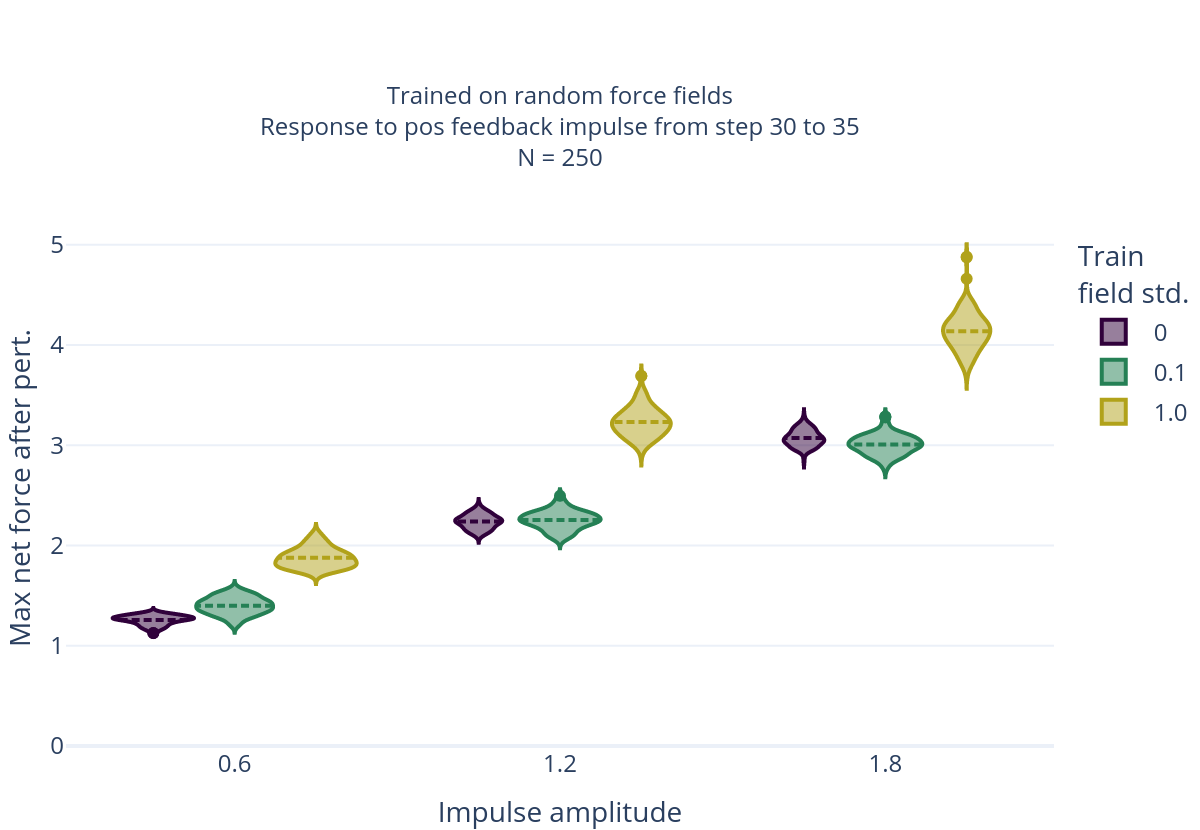 Trained on random force fields
Response to pos feedback impulse from step 30 to 35
N = 250
Max net force after pert.
5
4
3
2
1
0
0.6
1.2
1.8
Impulse amplitude
Train
field std.
0
0.1
1.0